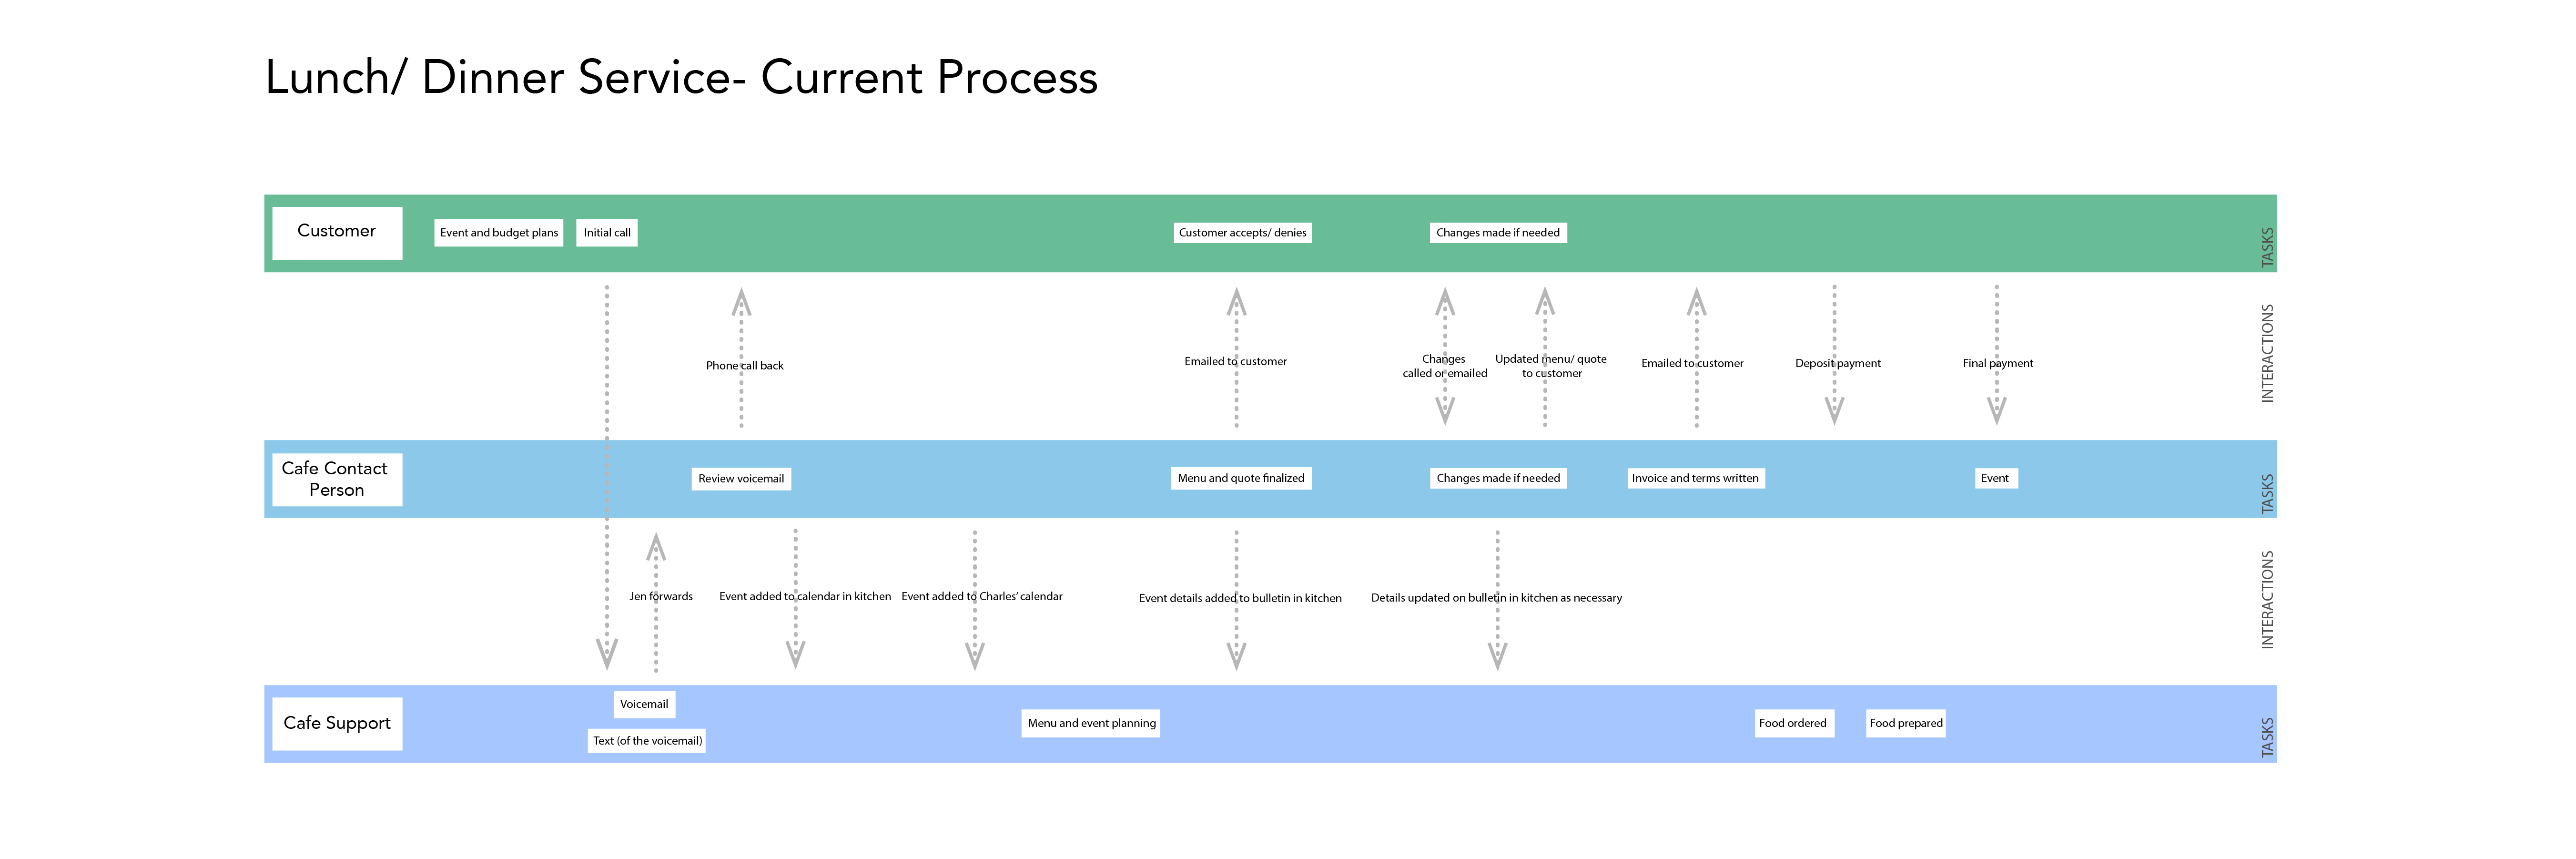 Lunch/ Dinner Service- Current Process
Customer
Event and budget plans
Initial call
Customer accepts/ denies
Changes made if needed
TASKS
Phone call back
Emailed to customer
Changes
called or emailed
Updated menu/ quote
to customer
Emailed to customer
Deposit payment
Final payment
INTERACTIONS
Cafe Contact
Person
Review voicemail
Menu and quote finalized
Changes made if needed
Invoice and terms written
Event
TASKS
Jen forwards
Event added to calendar in kitchen
Event added to Charles' calendar
Event details added to bulletin in kitchen
Details updated on bulletin in kitchen as necessary
INTERACTIONS
Cafe Support
Voicemail
Text (of the voicemail)
Menu and event planning
Food ordered
Food prepared
TASKS